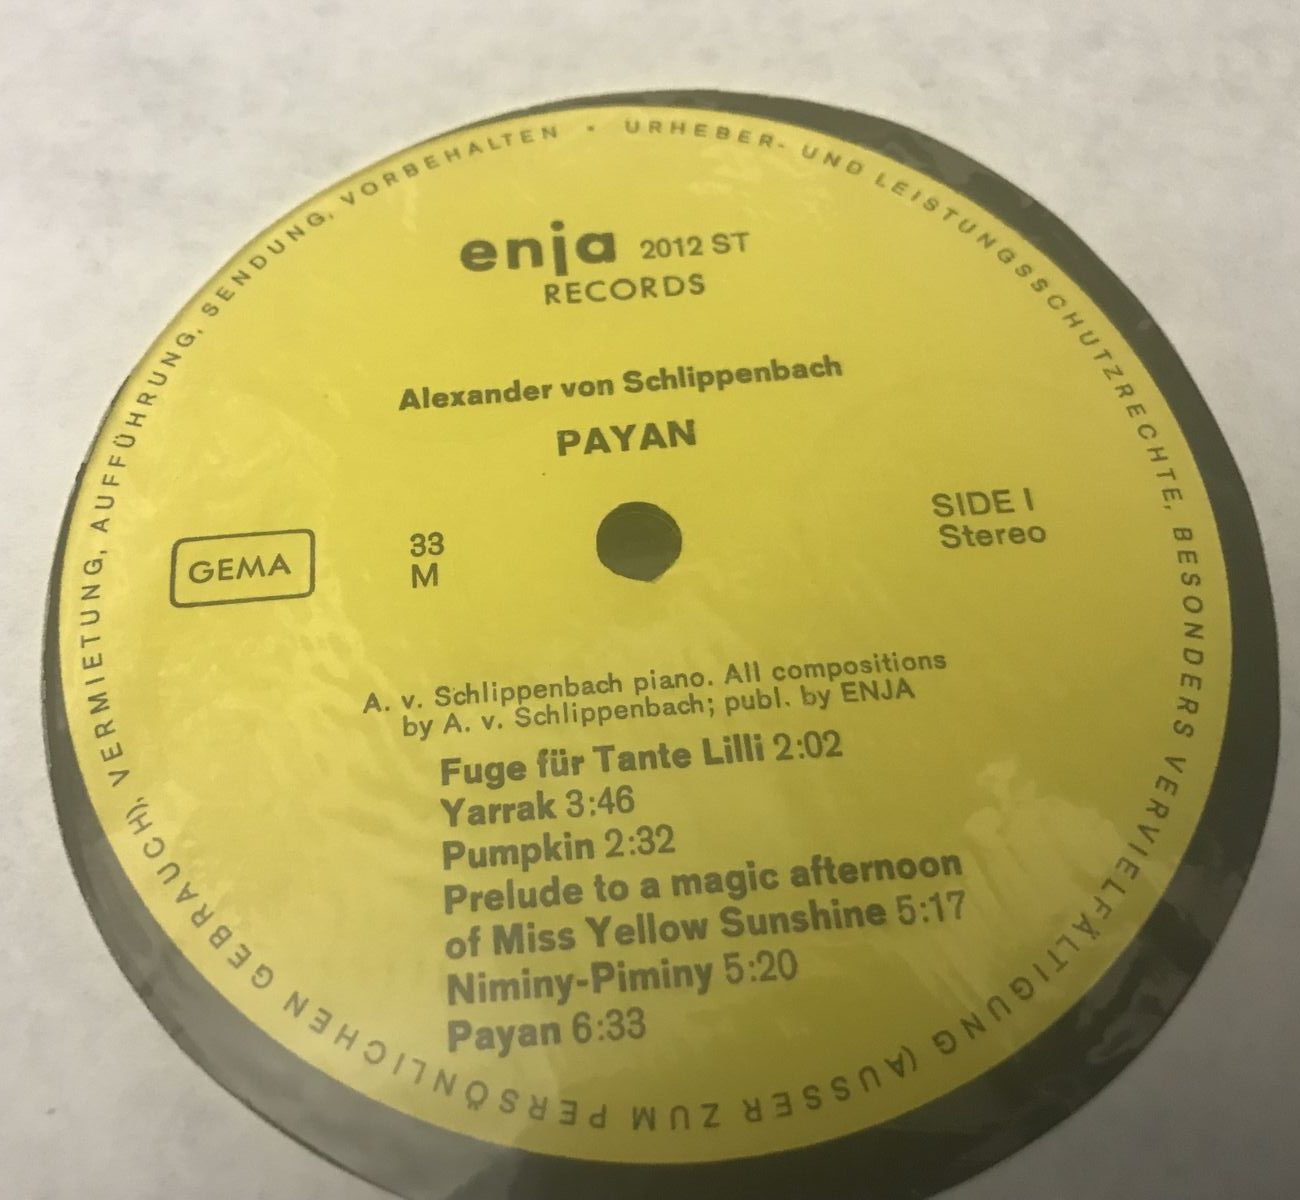 URHEBER- UND LEISTUNGSSCHUTZRECHTE, BESONDERS VERVIELFÄLTIGUNG (AUSSER ZUM PERSÖNLICHEN GEBRAUCH), VERMIETUNG, AUFFÜHRUNG, SENDUNG, VORBEHALTEN •
enja 2012 ST
RECORDS
Alexander von Schlippenbach
PAYAN
GEMA
33
M
SIDE I
Stereo
A. v. Schlippenbach piano. All compositions
by A. v. Schlippenbach; publ. by ENJA
Fuge für Tante Lilli 2:02
Yarrak 3:46
Pumpkin 2:32
Prelude to a magic afternoon
of Miss Yellow Sunshine 5:17
Niminy-Piminy 5:20
Payan 6:33